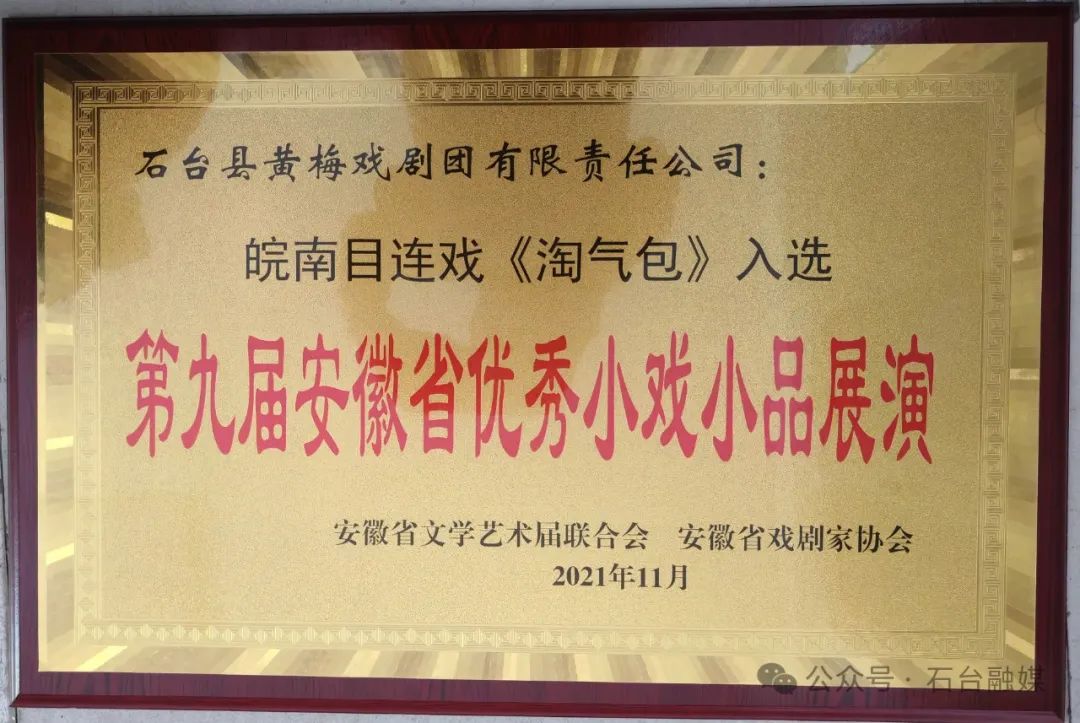 石台县黄梅戏剧团有限责任公司：
皖南目连戏《淘气包》入选
第九届安徽省优秀小戏小品展演
安徽省文学艺术届联合会 安徽省戏剧家协会
2021年11月
公众号·石台融媒